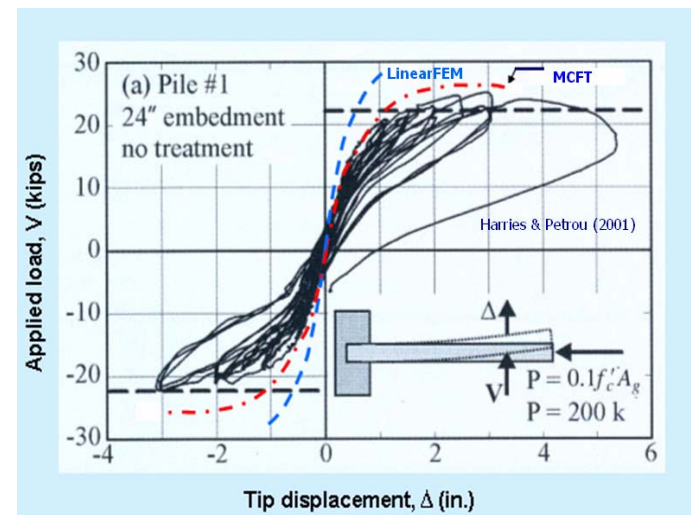 30
20
10
0
-10
-20
-30
-4
-2
0
2
4
6
Applied load, V (kips)
Tip displacement, Δ (in.)
(a) Pile #1
24" embedment
no treatment
LinearFEM
MCFT
Harries & Petrou (2001)
Δ
V
P = 0.1f'cAg
P = 200 k